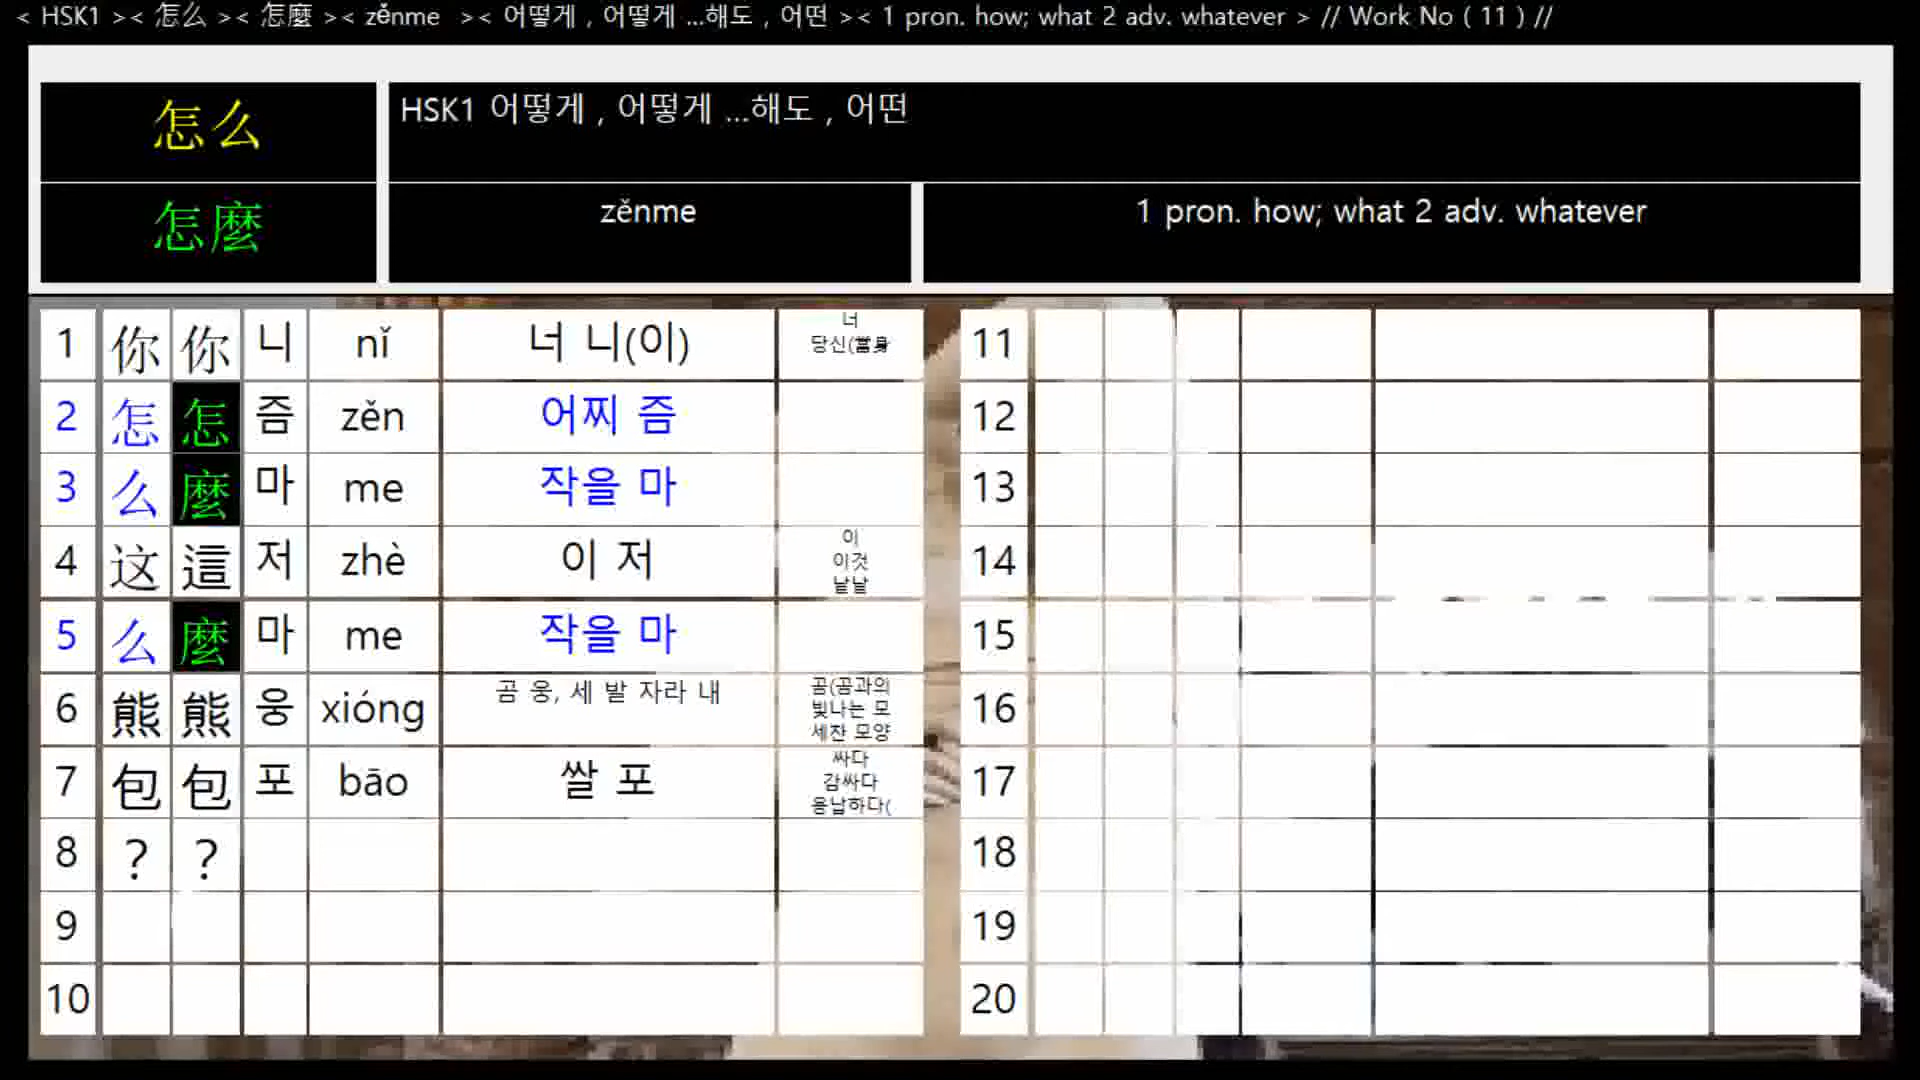 < HSK1 >< 怎么 >< 怎麼 >< zěnme >< 어떻게 , 어떻게 ...해도 , 어떤 >< 1 pron. how; what 2 adv. whatever > // Work No ( 11 ) //
怎么
HSK1 어떻게 , 어떻게 ...해도 , 어떤
怎麼
zěnme
1 pron. how; what 2 adv. whatever
1 你 你 니 nǐ 너 니(이) 너 당신(當身
2 怎 怎 즘 zěn 어찌 즘
3 么 麼 마 me 작을 마
4 这 這 저 zhè 이 저 이 이것 낱낱
5 么 麼 마 me 작을 마
6 熊 熊 웅 xióng 곰 웅, 세 발 자라 내 곰(곰과의 빛나는 모 세찬 모양
7 包 包 포 bāo 쌀 포 싸다 감싸다 용납하다(
8 ? ?
9
10
11
12
13
14
15
16
17
18
19
20